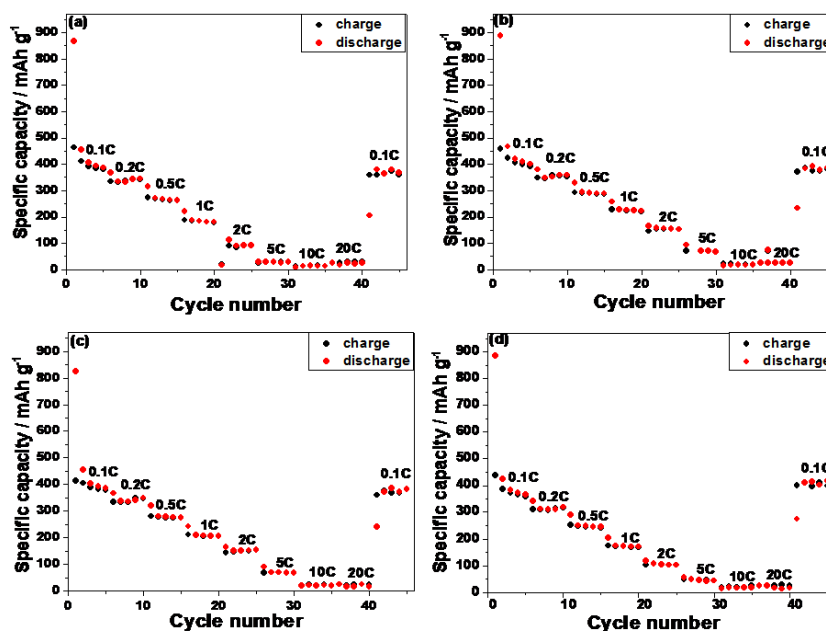 (a)
charge
discharge
900
800
700
600
500
400
300
200
100
0
0.1C
0.2C
0.5C
1C
2C
5C
10C
20C
0.1C
0 10 20 30 40
Cycle number
Specific capacity / mAh g-1
(b)
charge
discharge
900
800
700
600
500
400
300
200
100
0
0.1C
0.2C
0.5C
1C
2C
5C
10C
20C
0.1C
0 10 20 30 40
Cycle number
Specific capacity / mAh g-1
(c)
charge
discharge
900
800
700
600
500
400
300
200
100
0
0.1C
0.2C
0.5C
1C
2C
5C
10C
20C
0.1C
0 10 20 30 40
Cycle number
Specific capacity / mAh g-1
(d)
charge
discharge
900
800
700
600
500
400
300
200
100
0
0.1C
0.2C
0.5C
1C
2C
5C
10C
20C
0.1C
0 10 20 30 40
Cycle number
Specific capacity / mAh g-1